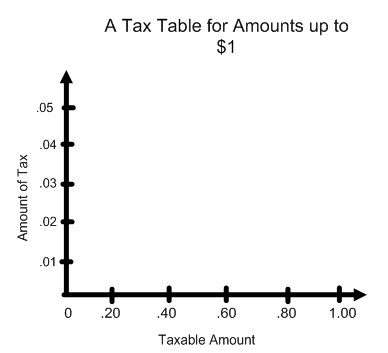 A Tax Table for Amounts up to
$1
.05
.04
.03
.02
.01
Amount of Tax
0 .20 .40 .60 .80 1.00
Taxable Amount